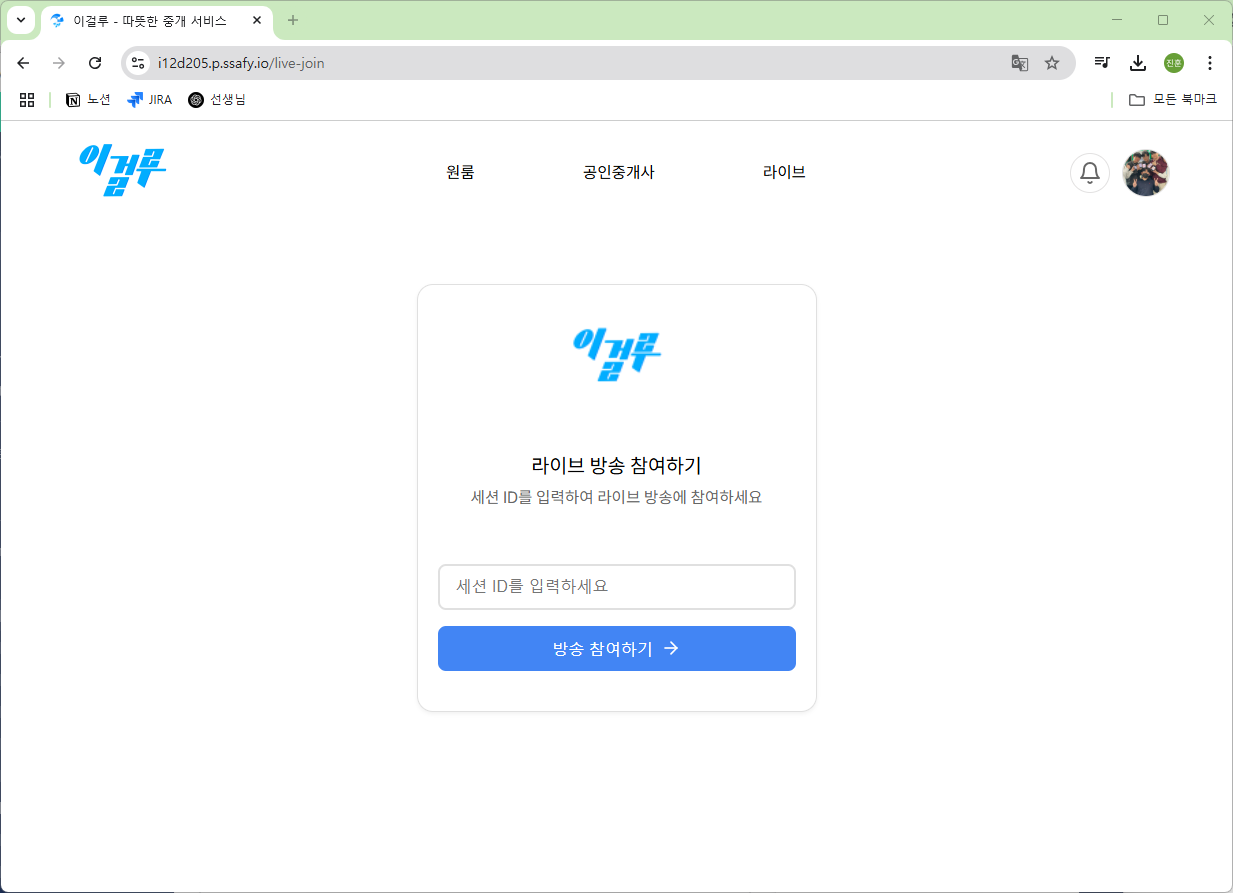 이걸루 - 따뜻한 중개 서비스
i12d205.p.ssafy.io/live-join
진훈
노션 JIRA 선생님 모든 북마크
이걸루 원룸 공인중개사 라이브
이걸루
라이브 방송 참여하기
세션 ID를 입력하여 라이브 방송에 참여하세요
세션 ID를 입력하세요
방송 참여하기 →